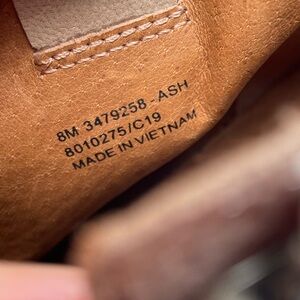 8M 3479258 - ASH
8010275/C19
MADE IN VIETNAM